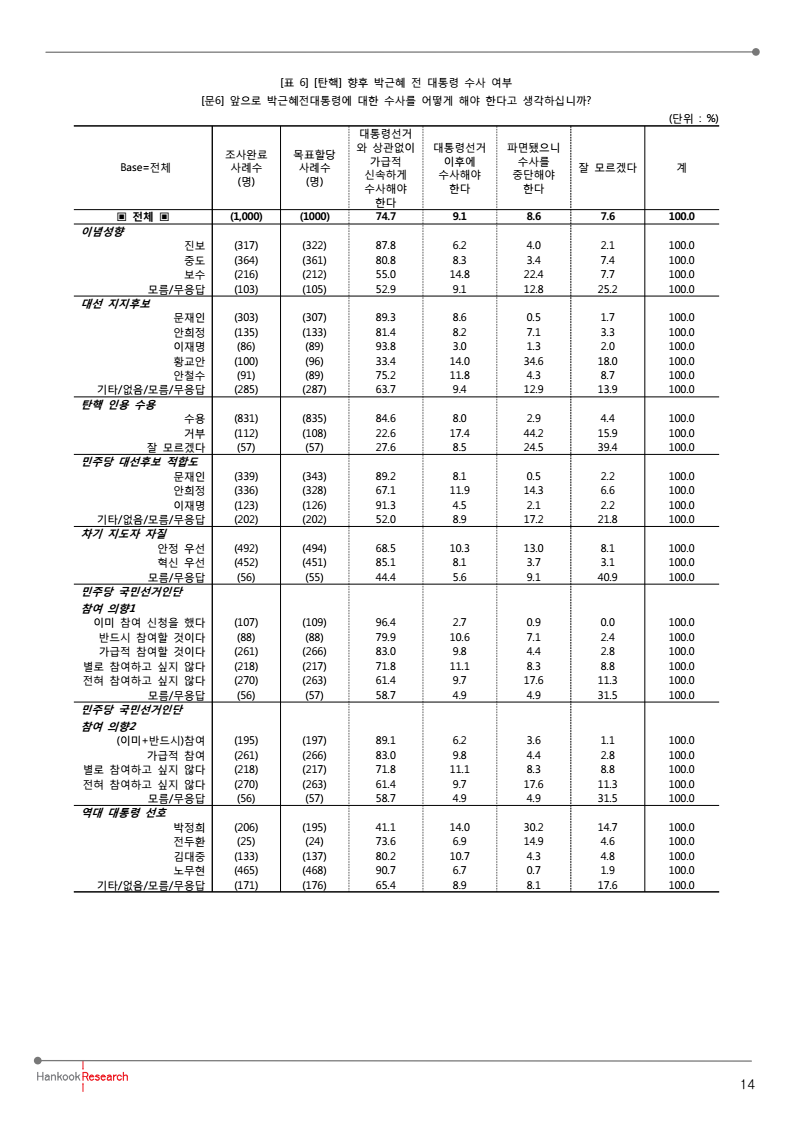 [표 6] [탄핵] 향후 박근혜 전 대통령 수사 여부
[문6] 앞으로 박근혜전대통령에 대한 수사를 어떻게 해야 한다고 생각하십니까?
(단위 : %)
Base=전체 조사완료 사례수 (명) 목표할당 사례수 (명) 대통령선거와 상관없이 가급적 신속하게 수사해야 한다 대통령선거 이후에 수사해야 한다 파면됐으니 수사를 중단해야 한다 잘 모르겠다 계
▣ 전체 ▣ (1,000) (1000) 74.7 9.1 8.6 7.6 100.0
이념성향
진보 (317) (322) 87.8 6.2 4.0 2.1 100.0
중도 (364) (361) 80.8 8.3 3.4 7.4 100.0
보수 (216) (212) 55.0 14.8 22.4 7.7 100.0
모름/무응답 (103) (105) 52.9 9.1 12.8 25.2 100.0
대선 지지후보
문재인 (303) (307) 89.3 8.6 0.5 1.7 100.0
안희정 (135) (133) 81.4 8.2 7.1 3.3 100.0
이재명 (86) (89) 93.8 3.0 1.3 2.0 100.0
황교안 (100) (96) 33.4 14.0 34.6 18.0 100.0
안철수 (91) (89) 75.2 11.8 4.3 8.7 100.0
기타/없음/모름/무응답 (285) (287) 63.7 9.4 12.9 13.9 100.0
탄핵 인용 수용
수용 (831) (835) 84.6 8.0 2.9 4.4 100.0
거부 (112) (108) 22.6 17.4 44.2 15.9 100.0
잘 모르겠다 (57) (57) 27.6 8.5 24.5 39.4 100.0
민주당 대선후보 적합도
문재인 (339) (343) 89.2 8.1 0.5 2.2 100.0
안희정 (336) (328) 67.1 11.9 14.3 6.6 100.0
이재명 (123) (126) 91.3 4.5 2.1 2.2 100.0
기타/없음/모름/무응답 (202) (202) 52.0 8.9 17.2 21.8 100.0
차기 지도자 자질
안정 우선 (492) (494) 68.5 10.3 13.0 8.1 100.0
혁신 우선 (452) (451) 85.1 8.1 3.7 3.1 100.0
모름/무응답 (56) (55) 44.4 5.6 9.1 40.9 100.0
민주당 국민선거인단
참여 의향1
이미 참여 신청을 했다 (107) (109) 96.4 2.7 0.9 0.0 100.0
반드시 참여할 것이다 (88) (88) 79.9 10.6 7.1 2.4 100.0
가급적 참여할 것이다 (261) (266) 83.0 9.8 4.4 2.8 100.0
별로 참여하고 싶지 않다 (218) (217) 71.8 11.1 8.3 8.8 100.0
전혀 참여하고 싶지 않다 (270) (263) 61.4 9.7 17.6 11.3 100.0
모름/무응답 (56) (57) 58.7 4.9 4.9 31.5 100.0
민주당 국민선거인단
참여 의향2
(이미+반드시)참여 (195) (197) 89.1 6.2 3.6 1.1 100.0
가급적 참여 (261) (266) 83.0 9.8 4.4 2.8 100.0
별로 참여하고 싶지 않다 (218) (217) 71.8 11.1 8.3 8.8 100.0
전혀 참여하고 싶지 않다 (270) (263) 61.4 9.7 17.6 11.3 100.0
모름/무응답 (56) (57) 58.7 4.9 4.9 31.5 100.0
역대 대통령 선호
박정희 (206) (195) 41.1 14.0 30.2 14.7 100.0
전두환 (25) (24) 73.6 6.9 14.9 4.6 100.0
김대중 (133) (137) 80.2 10.7 4.3 4.8 100.0
노무현 (465) (468) 90.7 6.7 0.7 1.9 100.0
기타/없음/모름/무응답 (171) (176) 65.4 8.9 8.1 17.6 100.0
Hankook Research
14